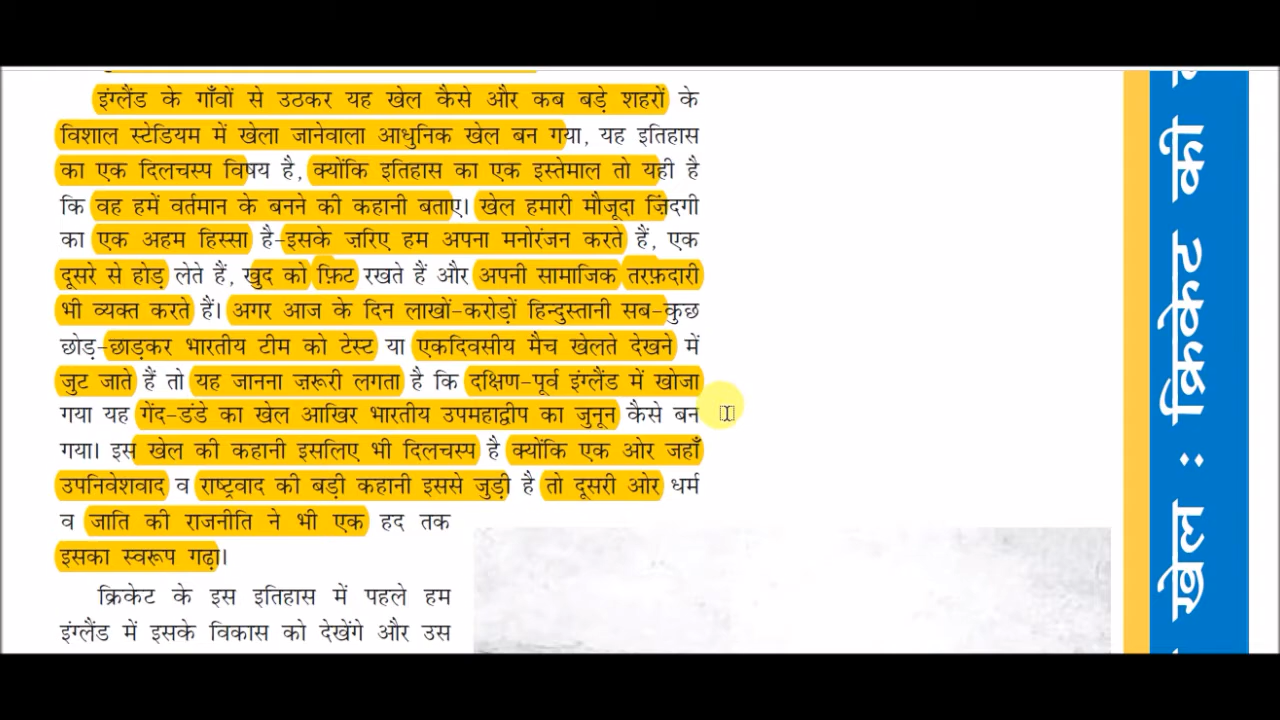 इंग्लैंड के गाँवों से उठकर यह खेल कैसे और कब बड़े शहरों के
विशाल स्टेडियम में खेला जानेवाला आधुनिक खेल बन गया, यह इतिहास
का एक दिलचस्प विषय है, क्योंकि इतिहास का एक इस्तेमाल तो यही है
कि वह हमें वर्तमान के बनने की कहानी बताए। खेल हमारी मौजूदा ज़िंदगी
का एक अहम हिस्सा है-इसके ज़रिए हम अपना मनोरंजन करते हैं, एक
दूसरे से होड़ लेते हैं, खुद को फ़िट रखते हैं और अपनी सामाजिक तरफ़दारी
भी व्यक्त करते हैं। अगर आज के दिन लाखों-करोड़ों हिन्दुस्तानी सब-कुछ
छोड़-छाड़कर भारतीय टीम को टेस्ट या एकदिवसीय मैच खेलते देखने में
जुट जाते हैं तो यह जानना ज़रूरी लगता है कि दक्षिण-पूर्व इंग्लैंड में खोजा
गया यह गेंद-डंडे का खेल आखिर भारतीय उपमहाद्वीप का जुनून कैसे बन
गया। इस खेल की कहानी इसलिए भी दिलचस्प है क्योंकि एक ओर जहाँ
उपनिवेशवाद व राष्ट्रवाद की बड़ी कहानी इससे जुड़ी है तो दूसरी ओर धर्म
व जाति की राजनीति ने भी एक हद तक
इसका स्वरूप गढ़ा।
क्रिकेट के इस इतिहास में पहले हम
इंग्लैंड में इसके विकास को देखेंगे और उस
खेल : क्रिकेट की